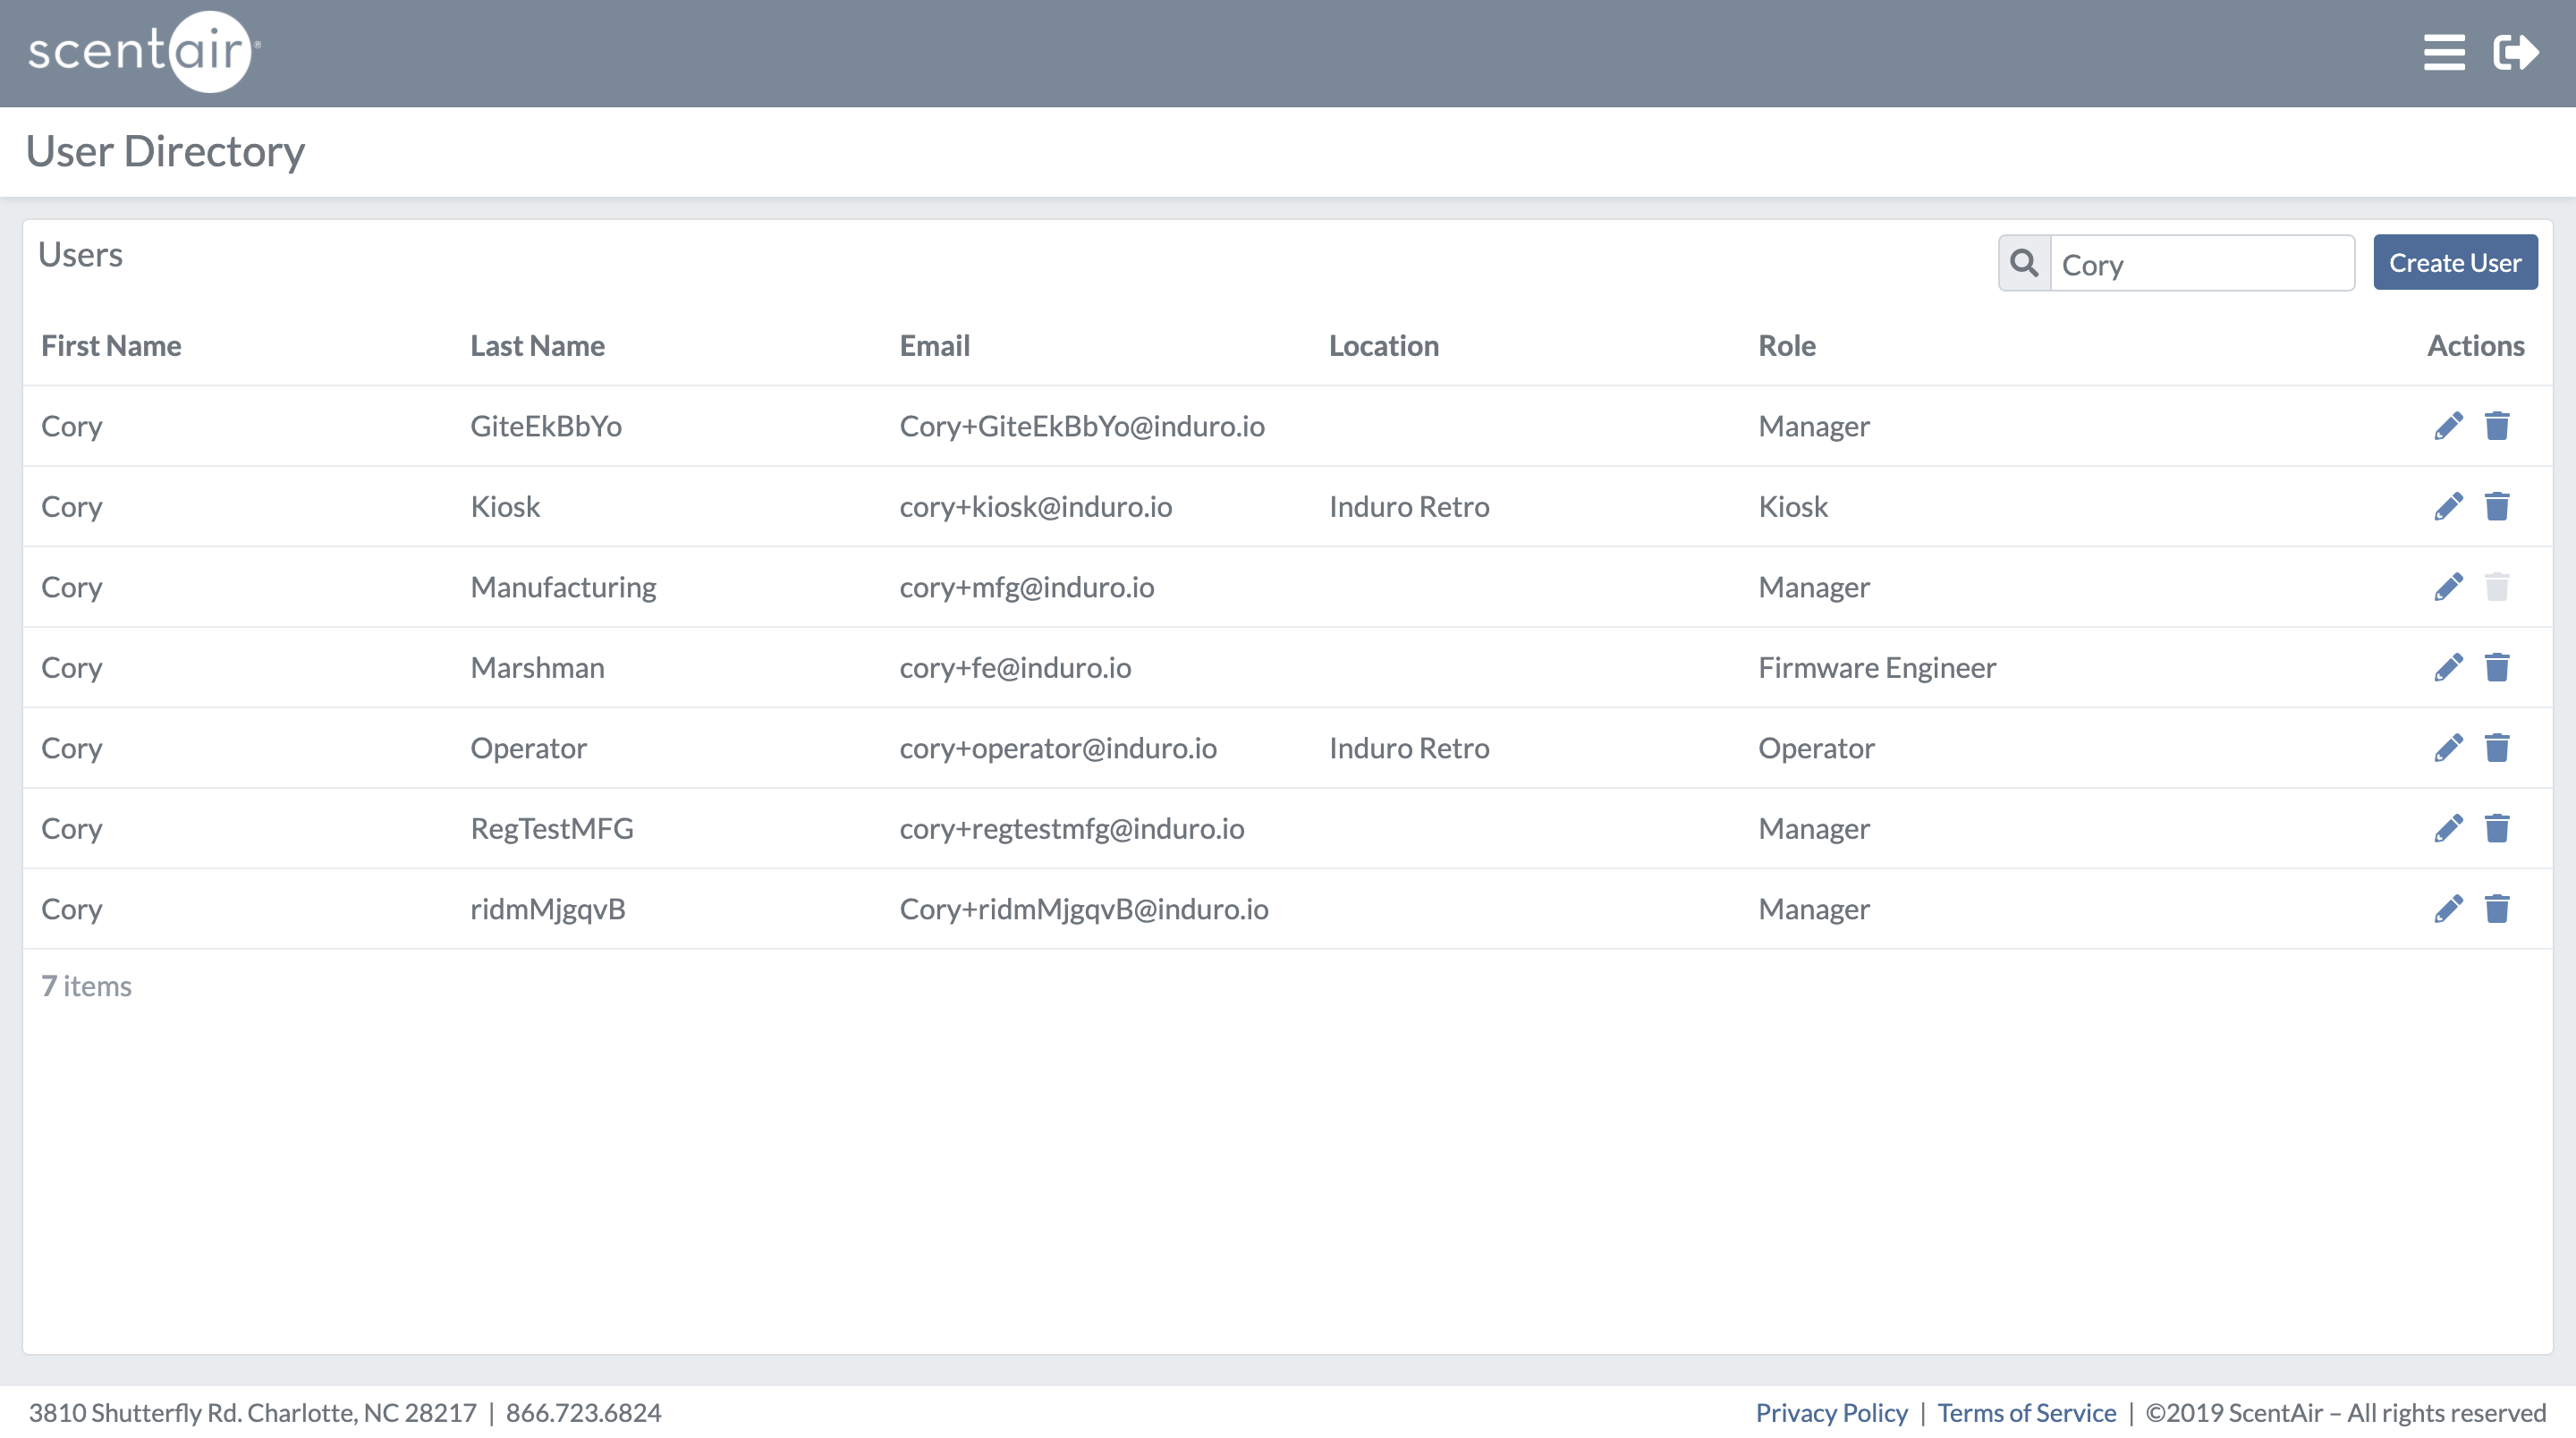 scentair®
User Directory
Users
Cory
Create User
First Name Last Name Email Location Role Actions
Cory GiteEkBbYo Cory+GiteEkBbYo@induro.io Manager
Cory Kiosk cory+kiosk@induro.io Induro Retro Kiosk
Cory Manufacturing cory+mfg@induro.io Manager
Cory Marshman cory+fe@induro.io Firmware Engineer
Cory Operator cory+operator@induro.io Induro Retro Operator
Cory RegTestMFG cory+regtestmfg@induro.io Manager
Cory ridmMjgqvB Cory+ridmMjgqvB@induro.io Manager
7 items
3810 Shutterfly Rd. Charlotte, NC 28217 | 866.723.6824
Privacy Policy | Terms of Service | ©2019 ScentAir – All rights reserved